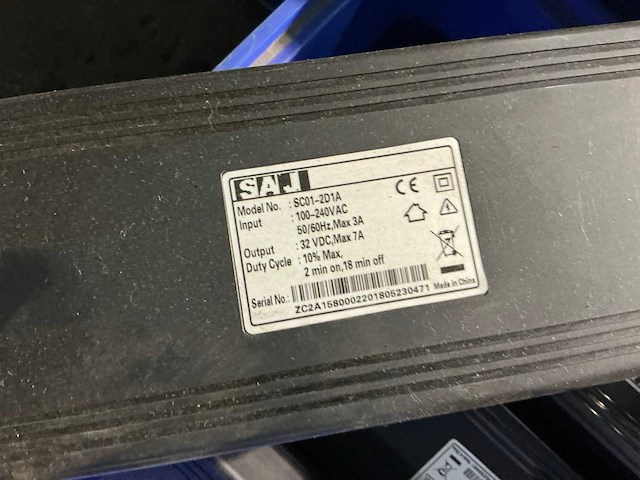 SAJ
Model No. : SC01-2D1A
Input : 100-240VAC
50/60Hz,Max 3A
Output : 32 VDC,Max 7A
Duty Cycle : 10% Max,
2 min on,18 min off
Serial No.:
ZC2A1580002201805230471
Made in China
CE